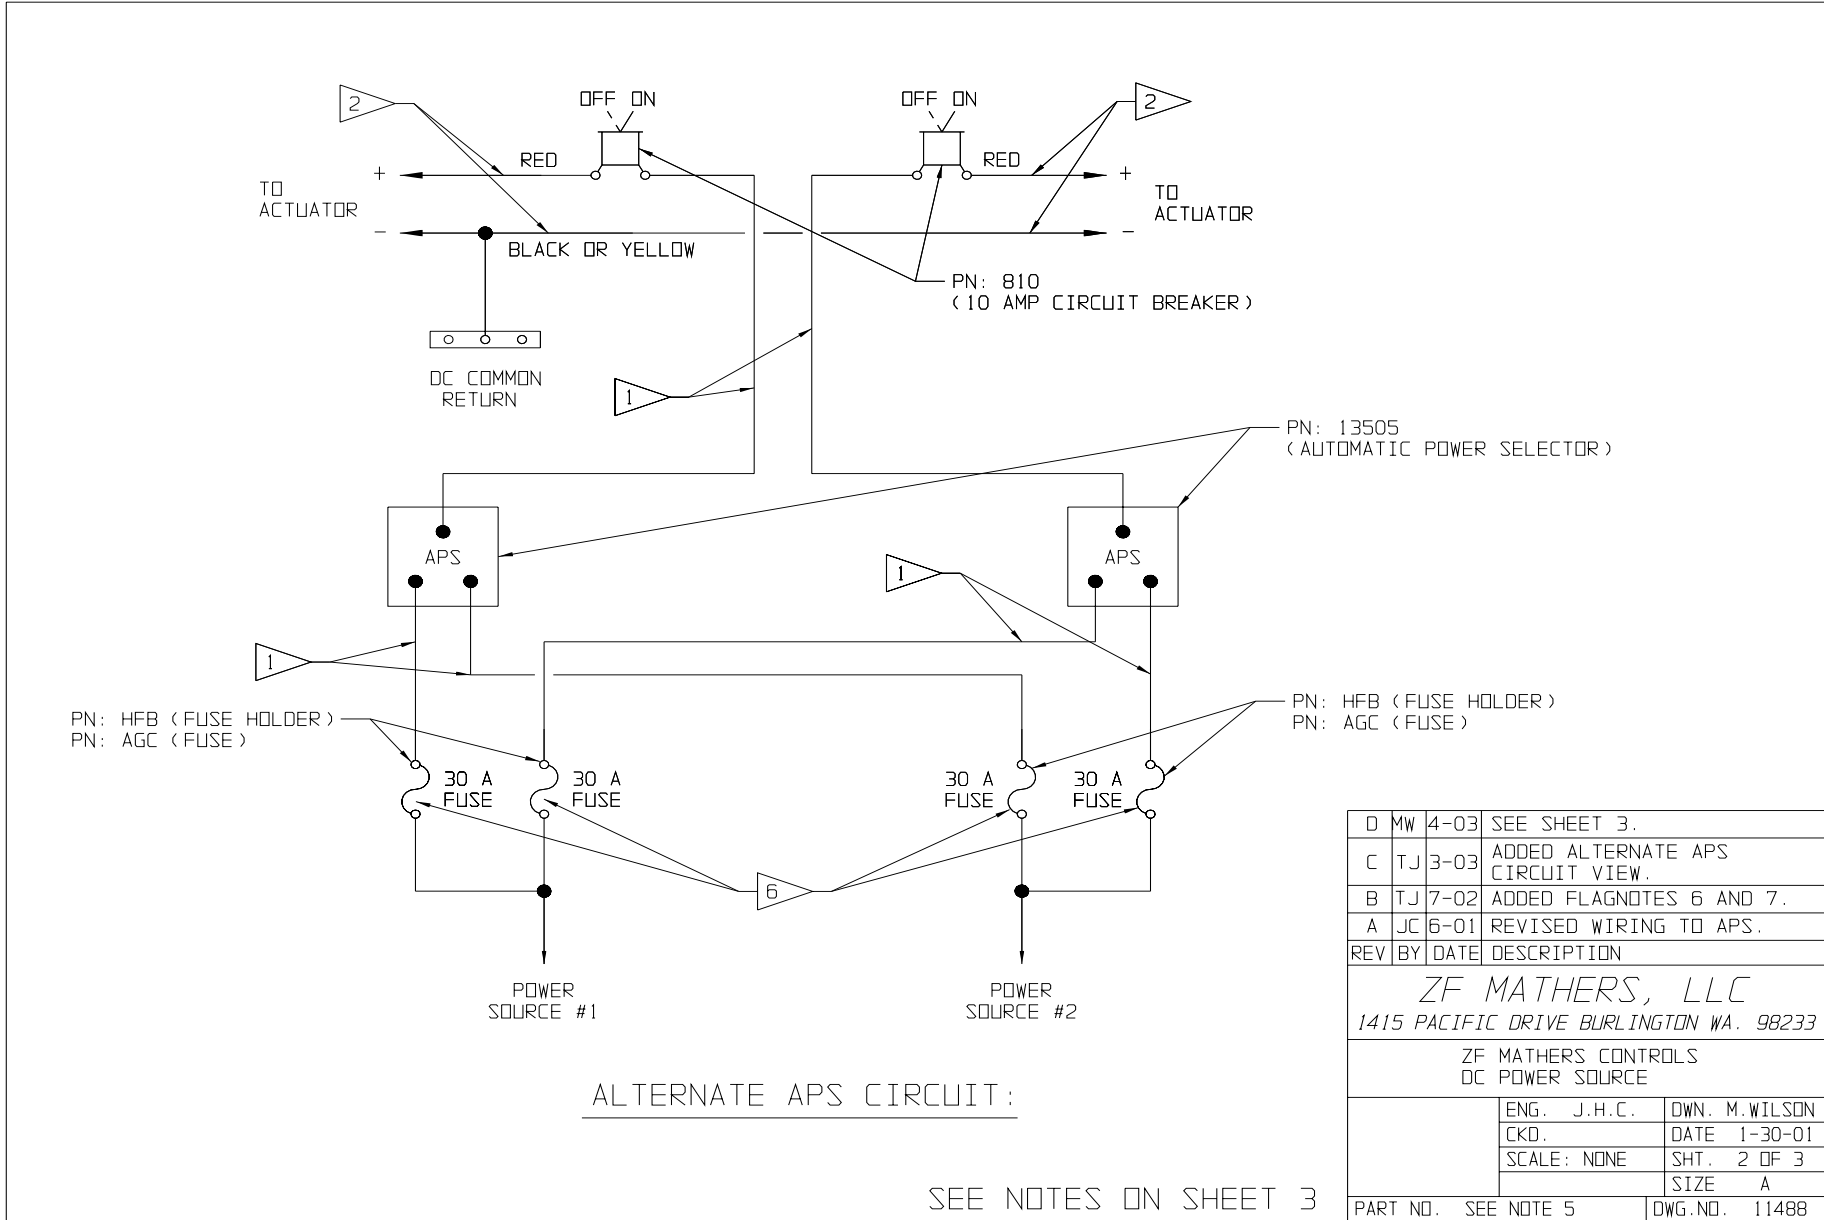 2
OFF ON
OFF ON
2
RED
RED
+
+
TO
ACTUATOR
TO
ACTUATOR
-
-
BLACK OR YELLOW
PN: 810
(10 AMP CIRCUIT BREAKER)
DC COMMON
RETURN
1
PN: 13505
(AUTOMATIC POWER SELECTOR)
APS
APS
1
1
PN: HFB (FUSE HOLDER)
PN: AGC (FUSE)
PN: HFB (FUSE HOLDER)
PN: AGC (FUSE)
30 A
FUSE
30 A
FUSE
30 A
FUSE
30 A
FUSE
6
POWER
SOURCE #1
POWER
SOURCE #2
ALTERNATE APS CIRCUIT:
SEE NOTES ON SHEET 3
D MW 4-03 SEE SHEET 3.
C TJ 3-03 ADDED ALTERNATE APS
CIRCUIT VIEW.
B TJ 7-02 ADDED FLAGNOTES 6 AND 7.
A JC 6-01 REVISED WIRING TO APS.
REV BY DATE DESCRIPTION
ZF MATHERS, LLC
1415 PACIFIC DRIVE BURLINGTON WA. 98233
ZF MATHERS CONTROLS
DC POWER SOURCE
ENG. J.H.C. DWN. M.WILSON
CKD. DATE 1-30-01
SCALE: NONE SHT. 2 OF 3
SIZE A
PART NO. SEE NOTE 5 DWG.NO. 11488